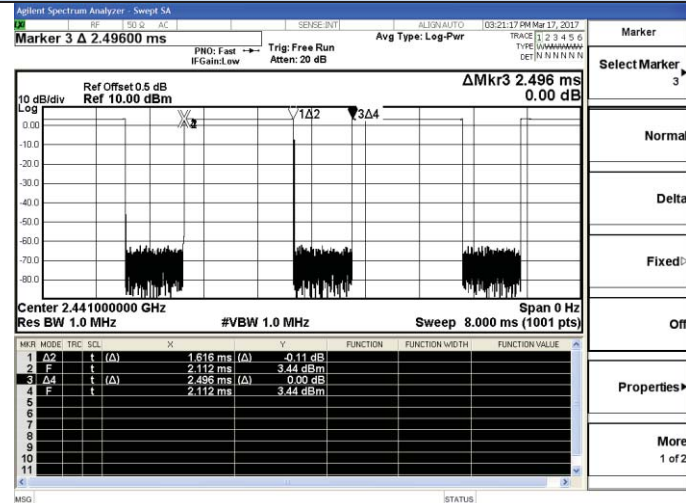 Agilent Spectrum Analyzer - Swept SA
RF 50 Ω AC SENSE:INT ALIGNAUTO 03:21:17 PM Mar 17, 2017
Marker 3 Δ 2.49600 ms
PNO: Fast
IFGain:Low
Trig: Free Run
Atten: 20 dB
Avg Type: Log-Pwr
TRACE 1 2 3 4 5 6
TYPE WWWWWW
DET N N N N N N
Ref Offset 0.5 dB
10 dB/div Ref 10.00 dBm
ΔMkr3 2.496 ms
0.00 dB
Log
1Δ2 3Δ4
0.00
-10.0
-20.0
-30.0
-40.0
-50.0
-60.0
-70.0
-80.0
Center 2.441000000 GHz Span 0 Hz
Res BW 1.0 MHz #VBW 1.0 MHz Sweep 8.000 ms (1001 pts)
MKR MODE TRC SCL X Y FUNCTION FUNCTION WIDTH FUNCTION VALUE
1 Δ2 t (Δ) 1.616 ms (Δ) -0.11 dB
2 F t 2.112 ms 3.44 dBm
3 Δ4 t (Δ) 2.496 ms (Δ) 0.00 dB
4 F t 2.112 ms 3.44 dBm
5
6
7
8
9
10
11
MSG STATUS
Marker
Select Marker
3
Normal
Delta
Fixed
Off
Properties
More
1 of 2